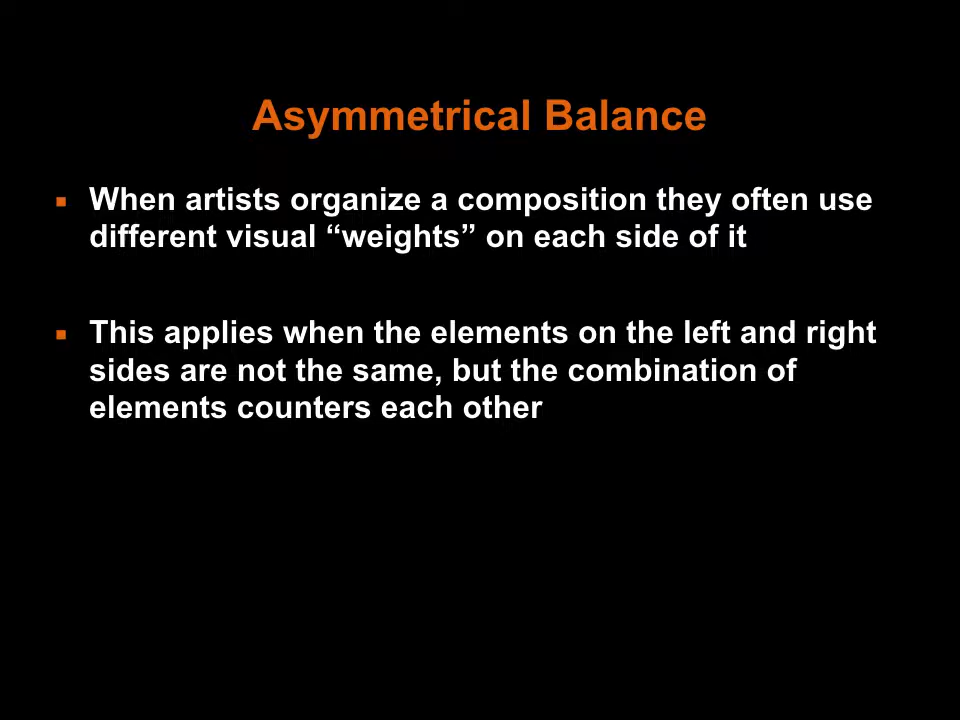 Asymmetrical Balance
When artists organize a composition they often use
different visual “weights” on each side of it
This applies when the elements on the left and right
sides are not the same, but the combination of
elements counters each other